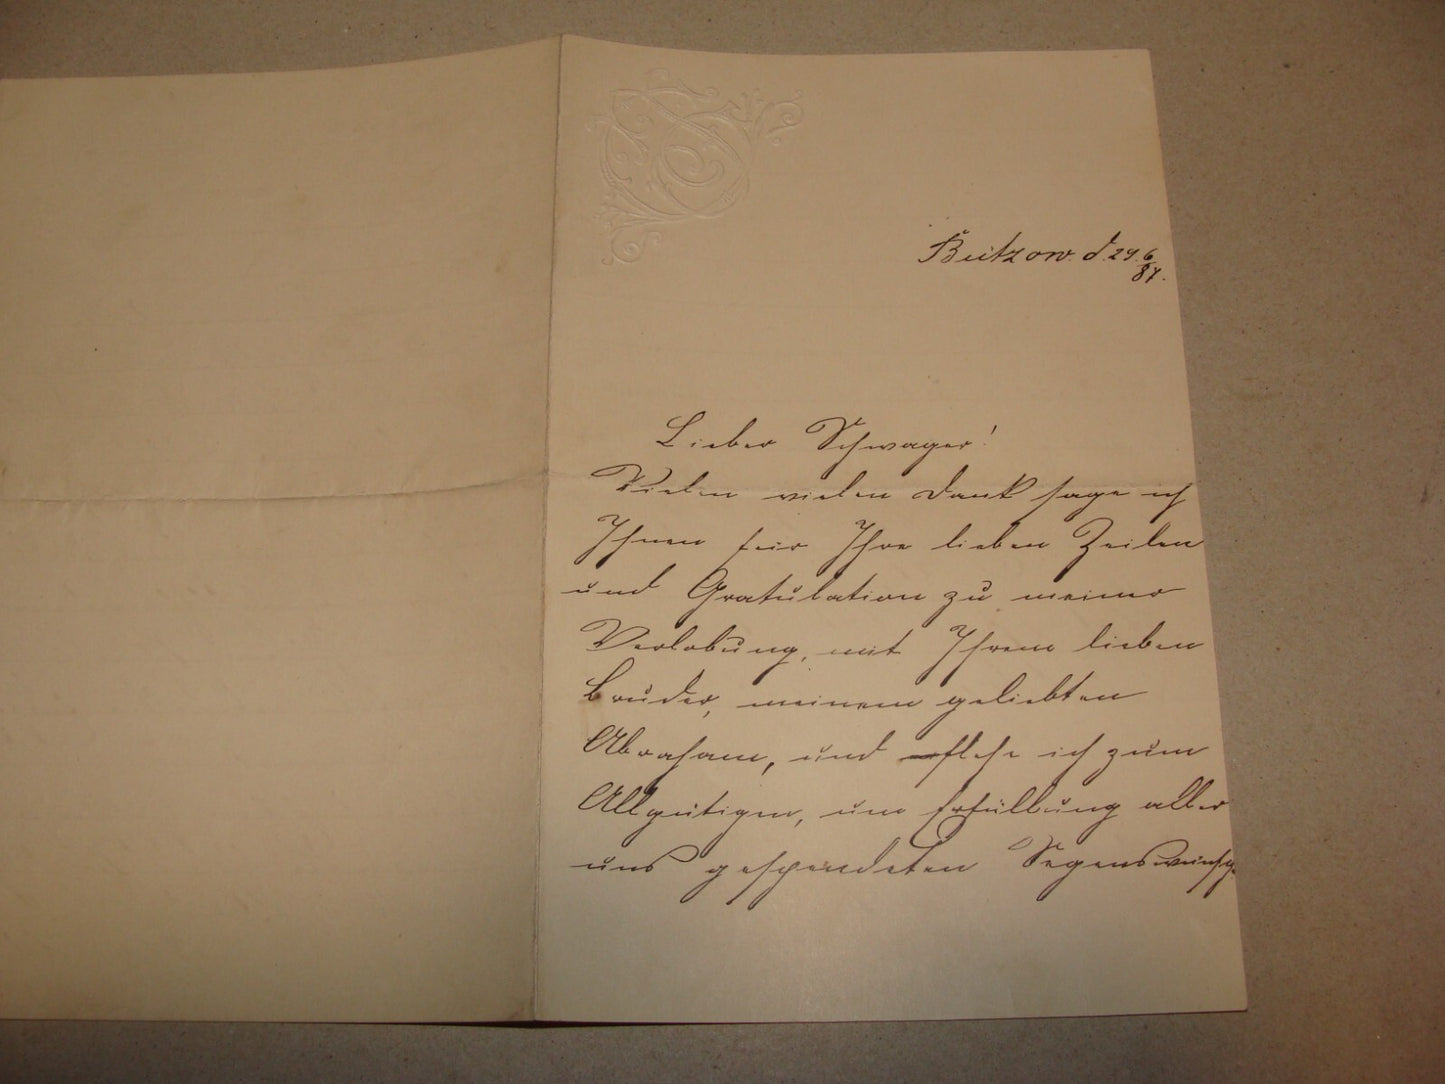 Bützow. d. 29. 6/87.
Lieber Schwager!
Vielen vielen Dank sage ich
Ihnen für Ihre lieben Zeilen
und Gratulation zu meiner
Verlobung, mit Ihrem lieben
Bruder, meinem geliebten
Abraham, und flehe ich zum
Allgütigen, um Erfüllung aller
uns gespendeten Segenswünsche